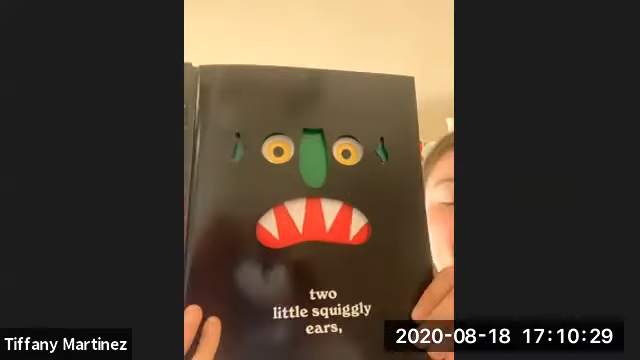 two
little squiggly
ears,
Tiffany Martinez
2020-08-18 17:10:29